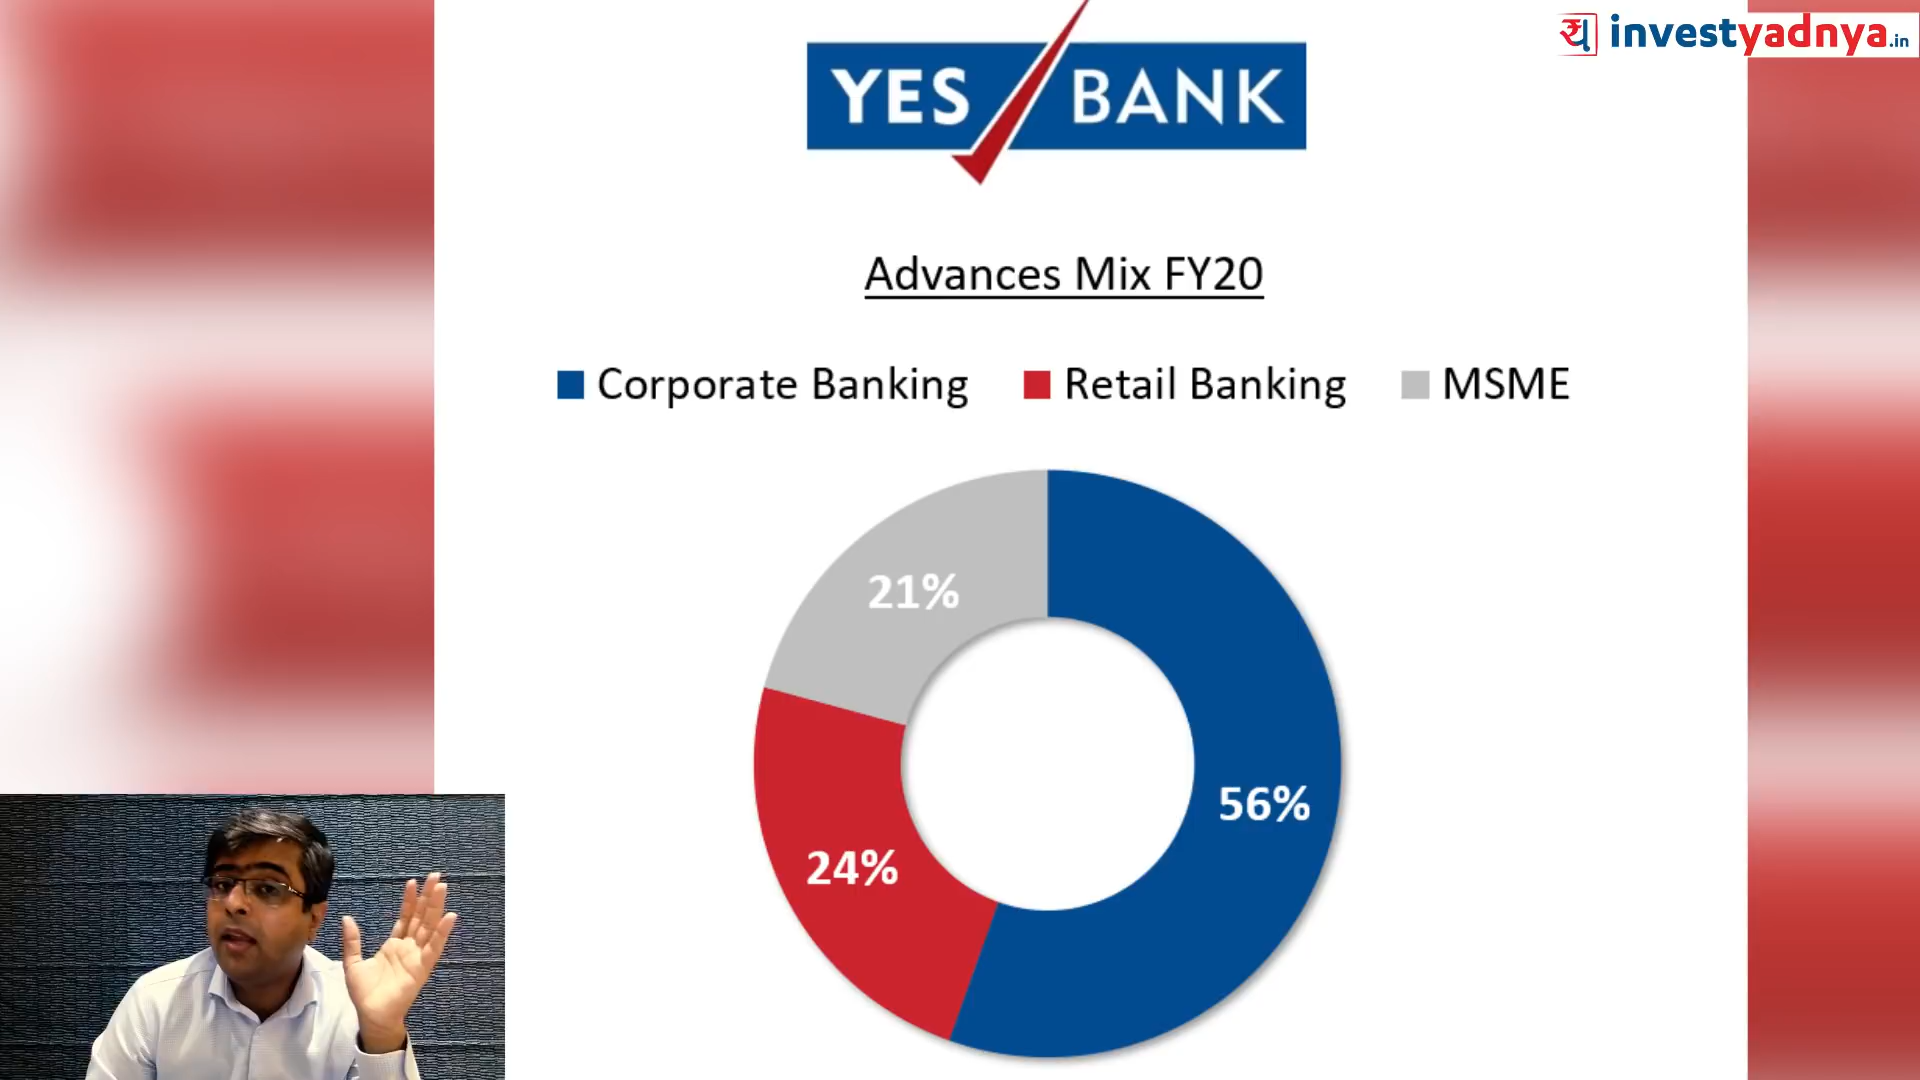 YES BANK
investyadnya.in
Advances Mix FY20
Corporate Banking Retail Banking MSME
21%
56%
24%